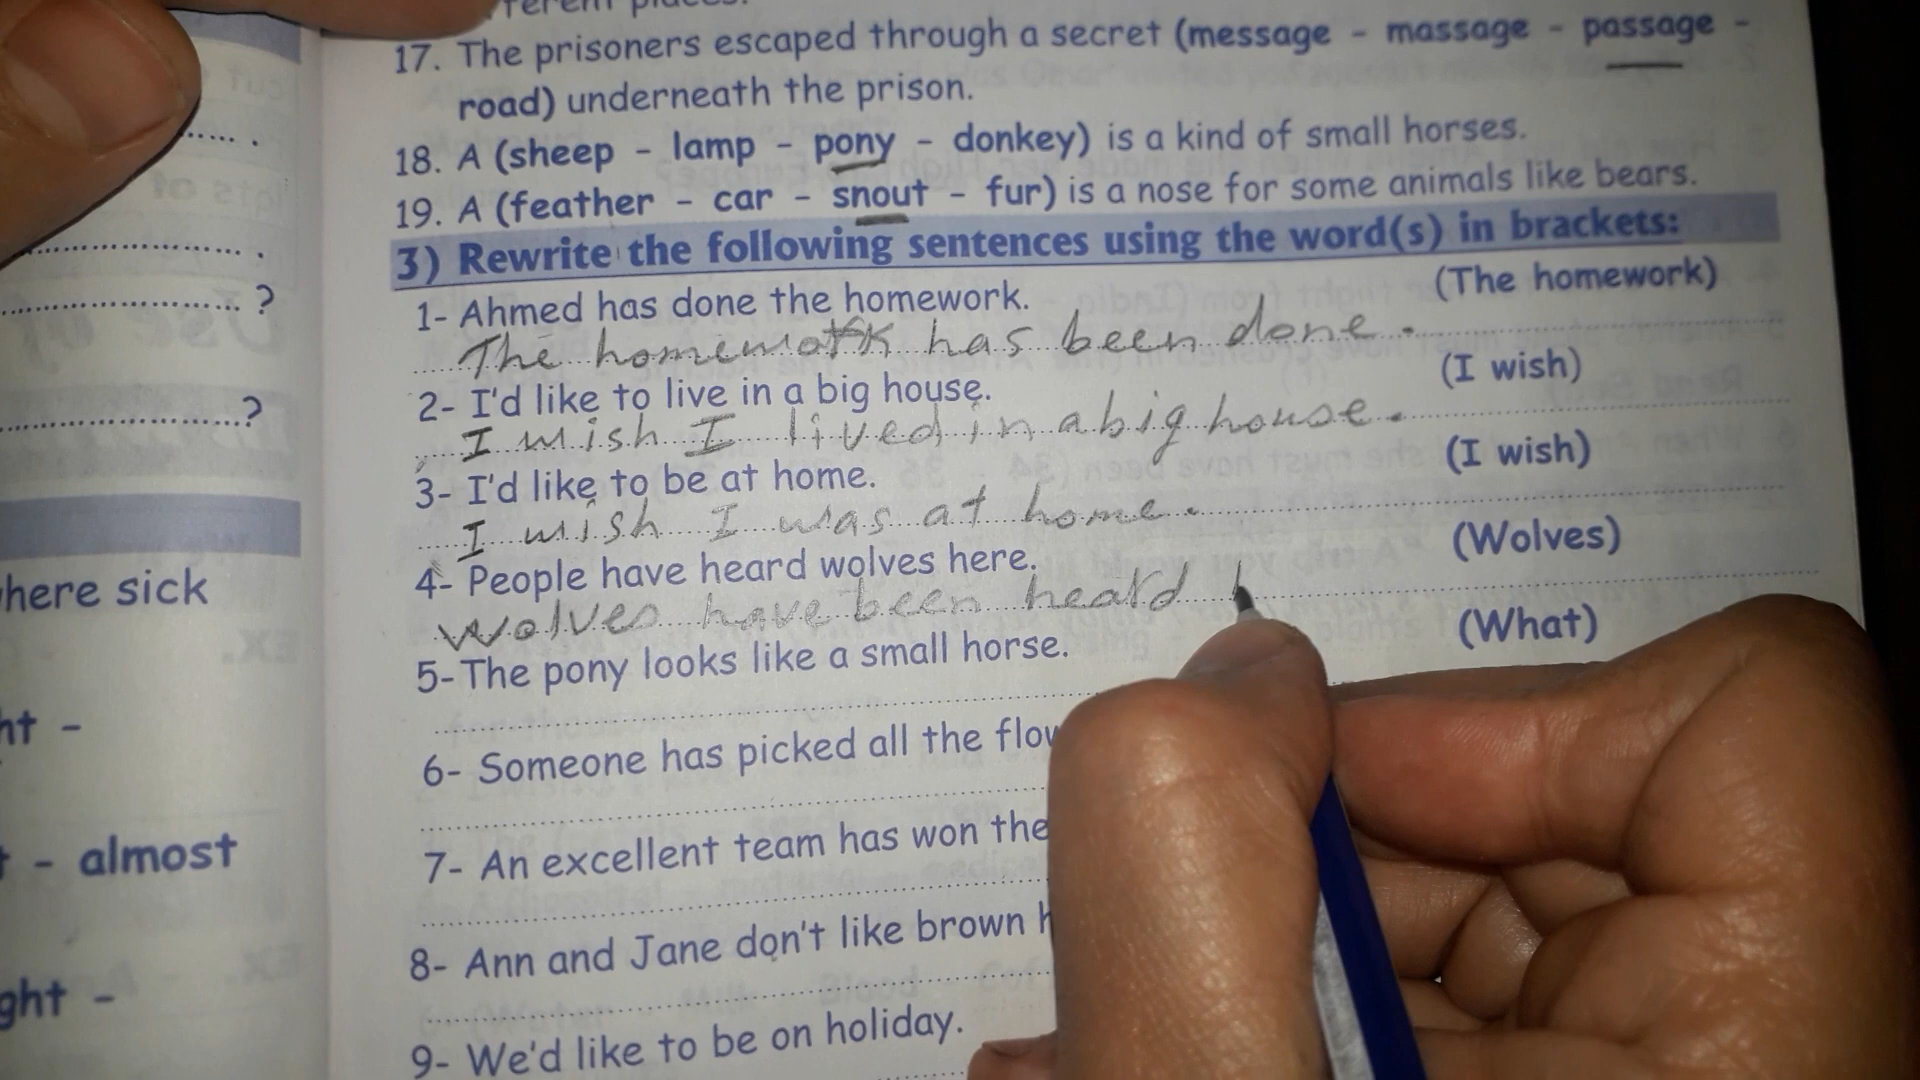 17. The prisoners escaped through a secret (message - massage - passage -
road) underneath the prison.
18. A (sheep - lamp - pony - donkey) is a kind of small horses.
19. A (feather - car - snout - fur) is a nose for some animals like bears.
3) Rewrite the following sentences using the word(s) in brackets:
1- Ahmed has done the homework. (The homework)
The homework has been done.
2- I'd like to live in a big house. (I wish)
I wish I lived in a big house.
3- I'd like to be at home. (I wish)
I wish I was at home.
4- People have heard wolves here. (Wolves)
Wolves have been heard
5- The pony looks like a small horse. (What)
6- Someone has picked all the
7- An excellent team has won the
8- Ann and Jane don't like brown
9- We'd like to be on holiday.
?
?
here sick
- almost